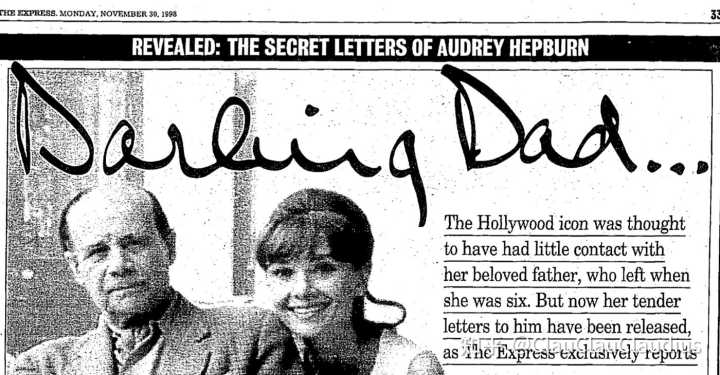 THE EXPRESS. MONDAY, NOVEMBER 30, 1998
33
REVEALED: THE SECRET LETTERS OF AUDREY HEPBURN
Darling Dad...
The Hollywood icon was thought
to have had little contact with
her beloved father, who left when
she was six. But now her tender
letters to him have been released,
as The Express exclusively reports
@ClauClauClaudius